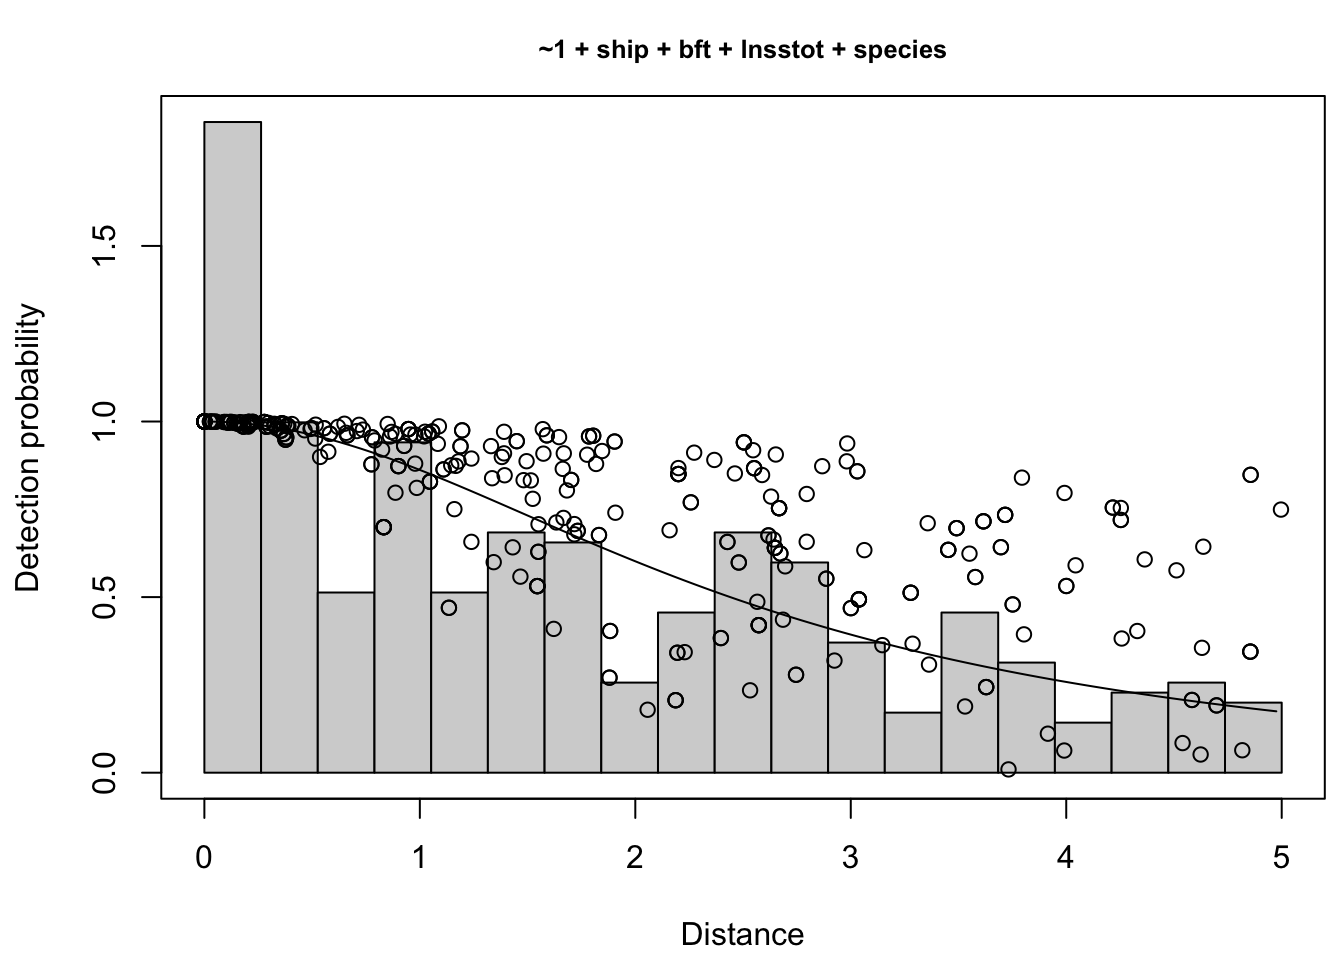 ~1 + ship + bft + lnsstot + species
Detection probability
1.5
1.0
0.5
0.0
0 1 2 3 4 5
Distance